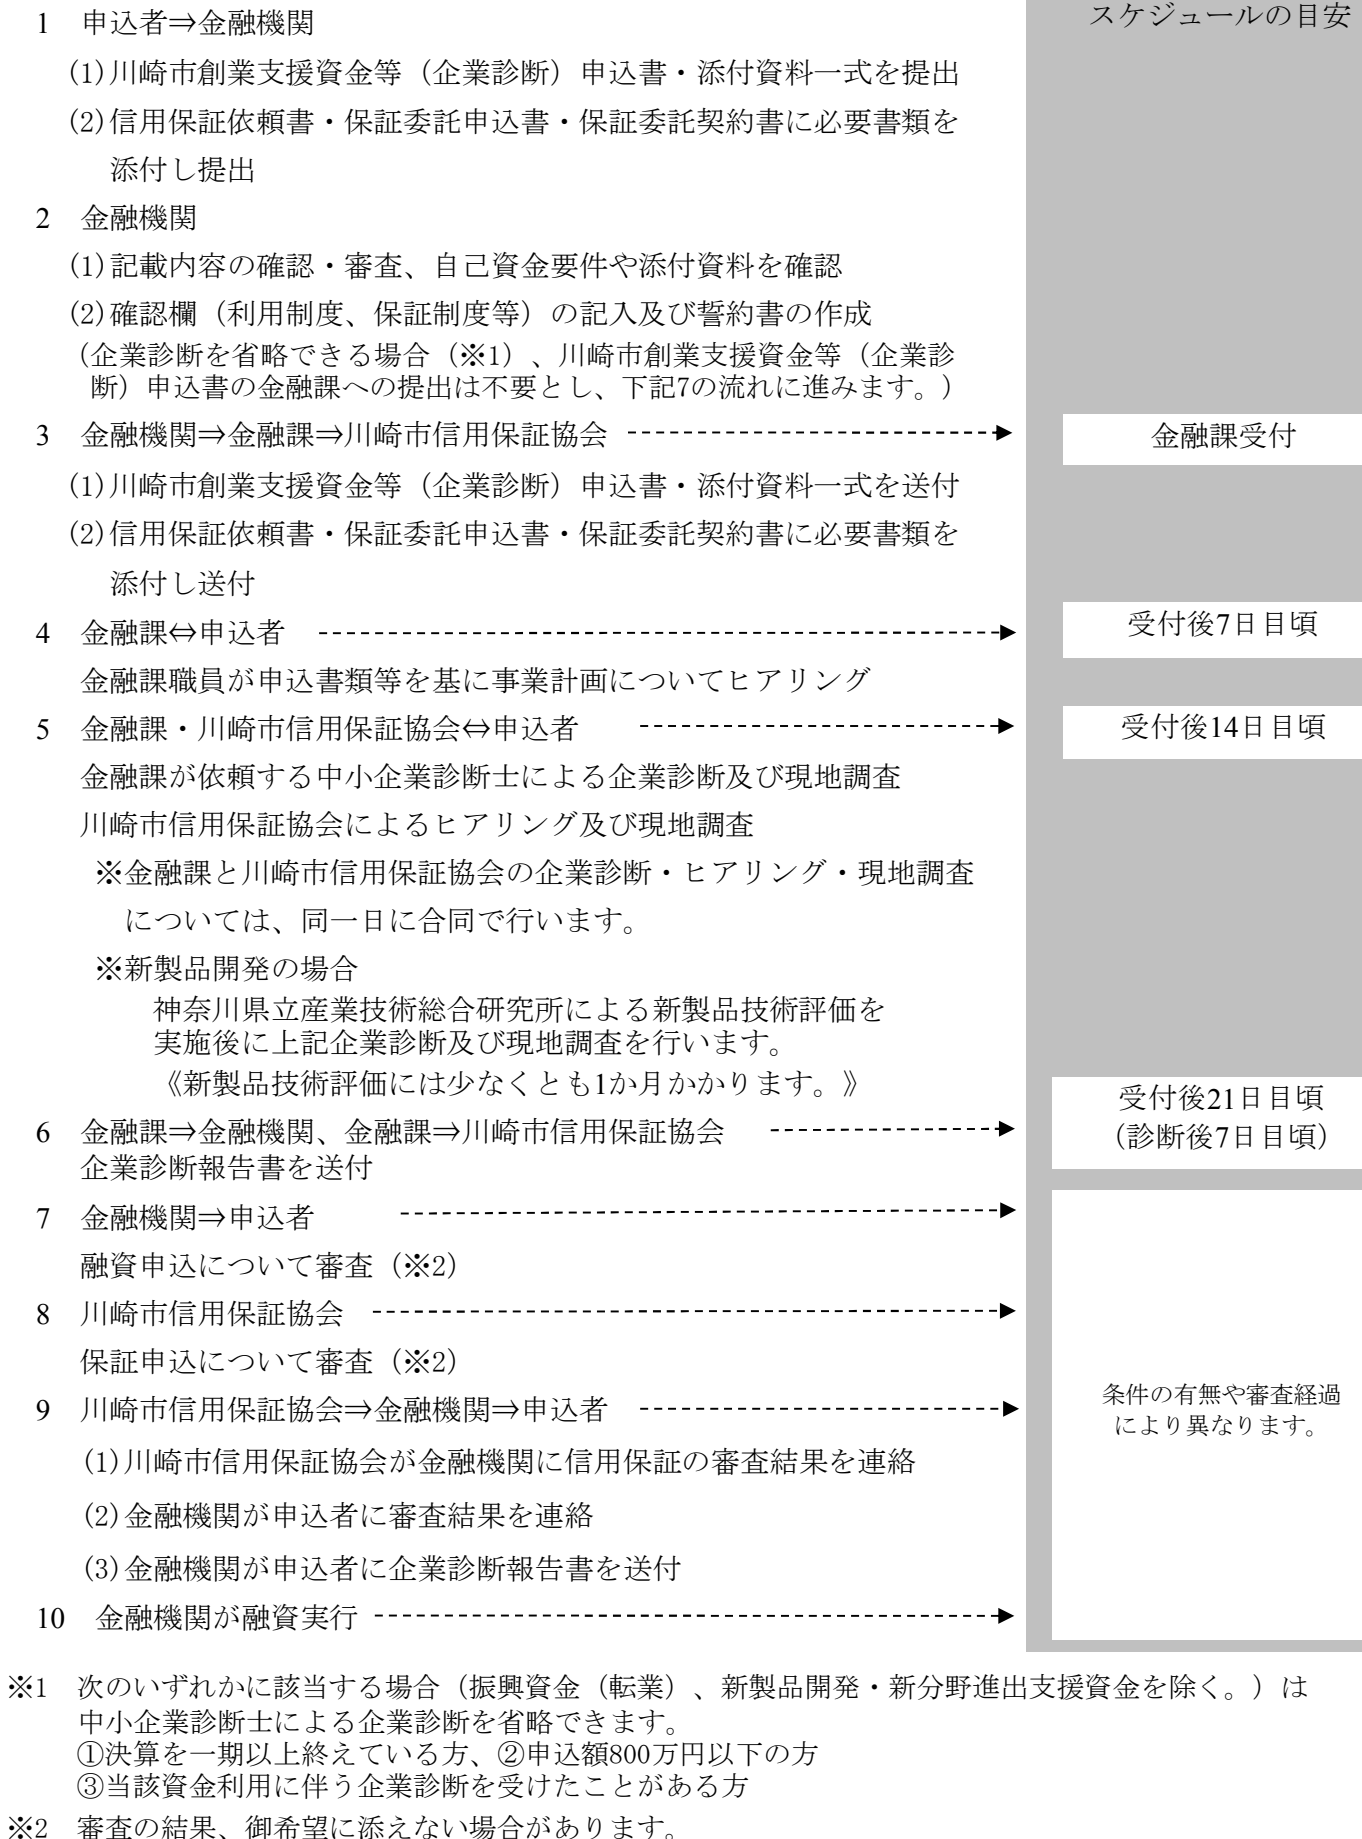 スケジュールの目安
1 申込者⇒金融機関
(1)川崎市創業支援資金等（企業診断）申込書・添付資料一式を提出
(2)信用保証依頼書・保証委託申込書・保証委託契約書に必要書類を
添付し提出
2 金融機関
(1)記載内容の確認・審査、自己資金要件や添付資料を確認
(2)確認欄（利用制度、保証制度等）の記入及び誓約書の作成
（企業診断を省略できる場合（※1）、川崎市創業支援資金等（企業診
断）申込書の金融課への提出は不要とし、下記7の流れに進みます。）
3 金融機関⇒金融課⇒川崎市信用保証協会
金融課受付
(1)川崎市創業支援資金等（企業診断）申込書・添付資料一式を送付
(2)信用保証依頼書・保証委託申込書・保証委託契約書に必要書類を
添付し送付
4 金融課⇔申込者
受付後7日目頃
金融課職員が申込書類等を基に事業計画についてヒアリング
5 金融課・川崎市信用保証協会⇔申込者
受付後14日目頃
金融課が依頼する中小企業診断士による企業診断及び現地調査
川崎市信用保証協会によるヒアリング及び現地調査
※金融課と川崎市信用保証協会の企業診断・ヒアリング・現地調査
については、同一日に合同で行います。
※新製品開発の場合
神奈川県立産業技術総合研究所による新製品技術評価を
実施後に上記企業診断及び現地調査を行います。
《新製品技術評価には少なくとも1か月かかります。》
6 金融課⇒金融機関、金融課⇒川崎市信用保証協会
受付後21日目頃
（診断後7日目頃）
企業診断報告書を送付
7 金融機関⇒申込者
融資申込について審査（※2）
8 川崎市信用保証協会
保証申込について審査（※2）
9 川崎市信用保証協会⇒金融機関⇒申込者
条件の有無や審査経過
により異なります。
(1)川崎市信用保証協会が金融機関に信用保証の審査結果を連絡
(2)金融機関が申込者に審査結果を連絡
(3)金融機関が申込者に企業診断報告書を送付
10 金融機関が融資実行
※1 次のいずれかに該当する場合（振興資金（転業）、新製品開発・新分野進出支援資金を除く。）は
中小企業診断士による企業診断を省略できます。
①決算を一期以上終えている方、②申込額800万円以下の方
③当該資金利用に伴う企業診断を受けたことがある方
※2 審査の結果、御希望に添えない場合があります。